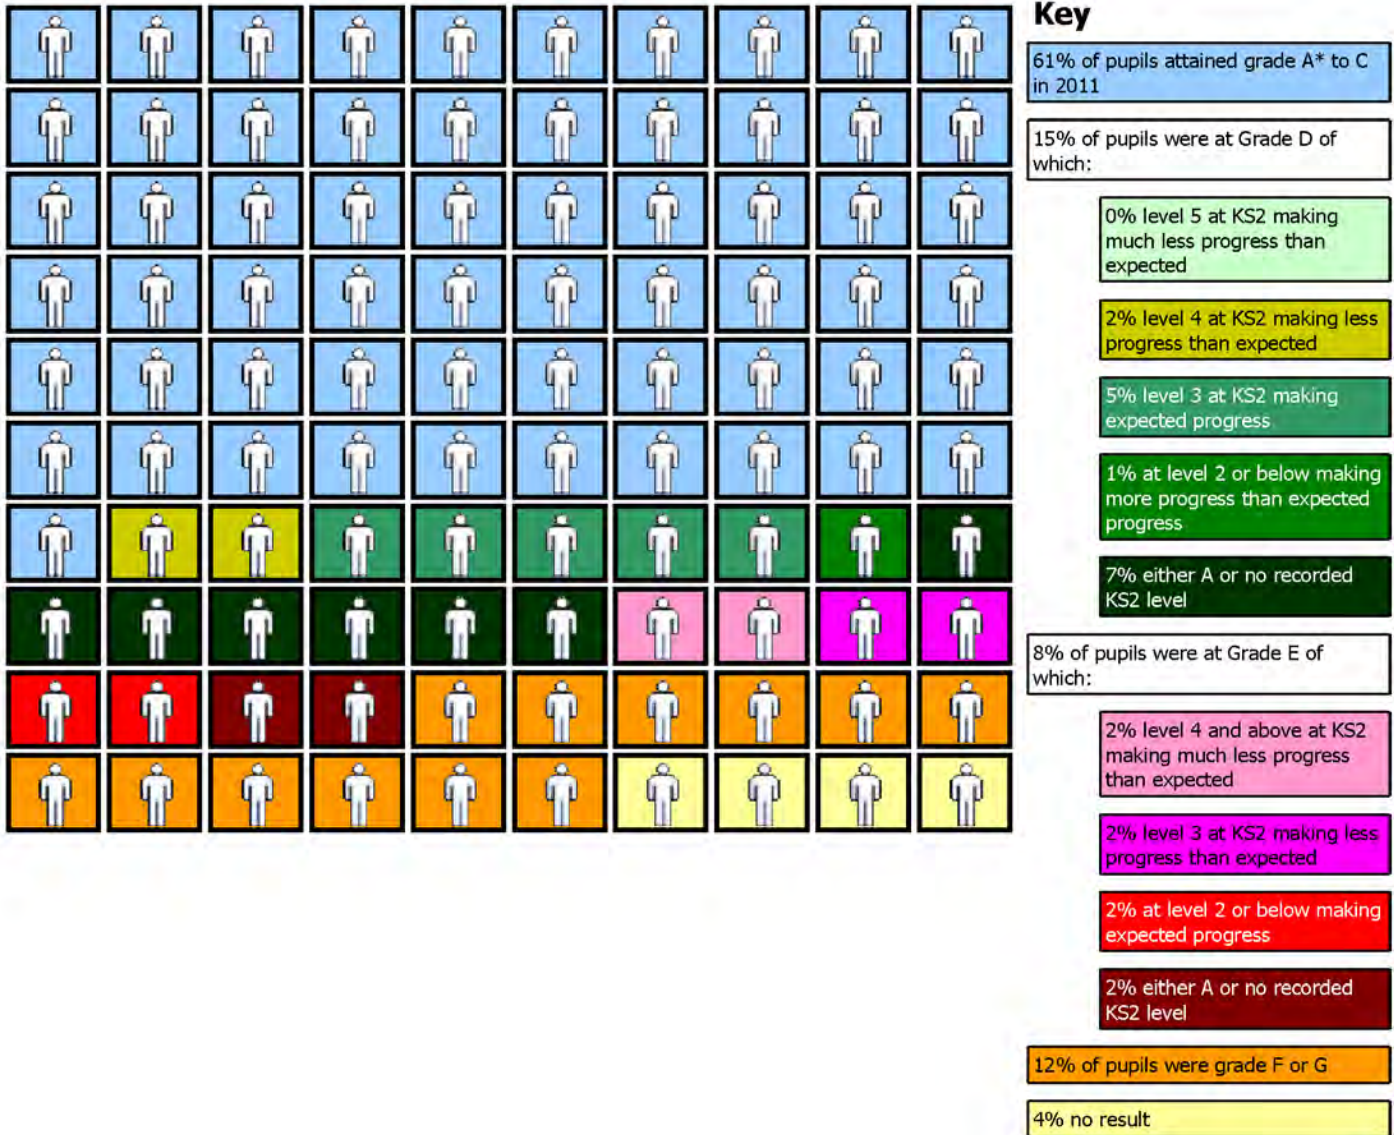 Key
61% of pupils attained grade A* to C
in 2011
15% of pupils were at Grade D of
which:
0% level 5 at KS2 making
much less progress than
expected
2% level 4 at KS2 making less
progress than expected
5% level 3 at KS2 making
expected progress
1% at level 2 or below making
more progress than expected
progress
7% either A or no recorded
KS2 level
8% of pupils were at Grade E of
which:
2% level 4 and above at KS2
making much less progress
than expected
2% level 3 at KS2 making less
progress than expected
2% at level 2 or below making
expected progress
2% either A or no recorded
KS2 level
12% of pupils were grade F or G
4% no result